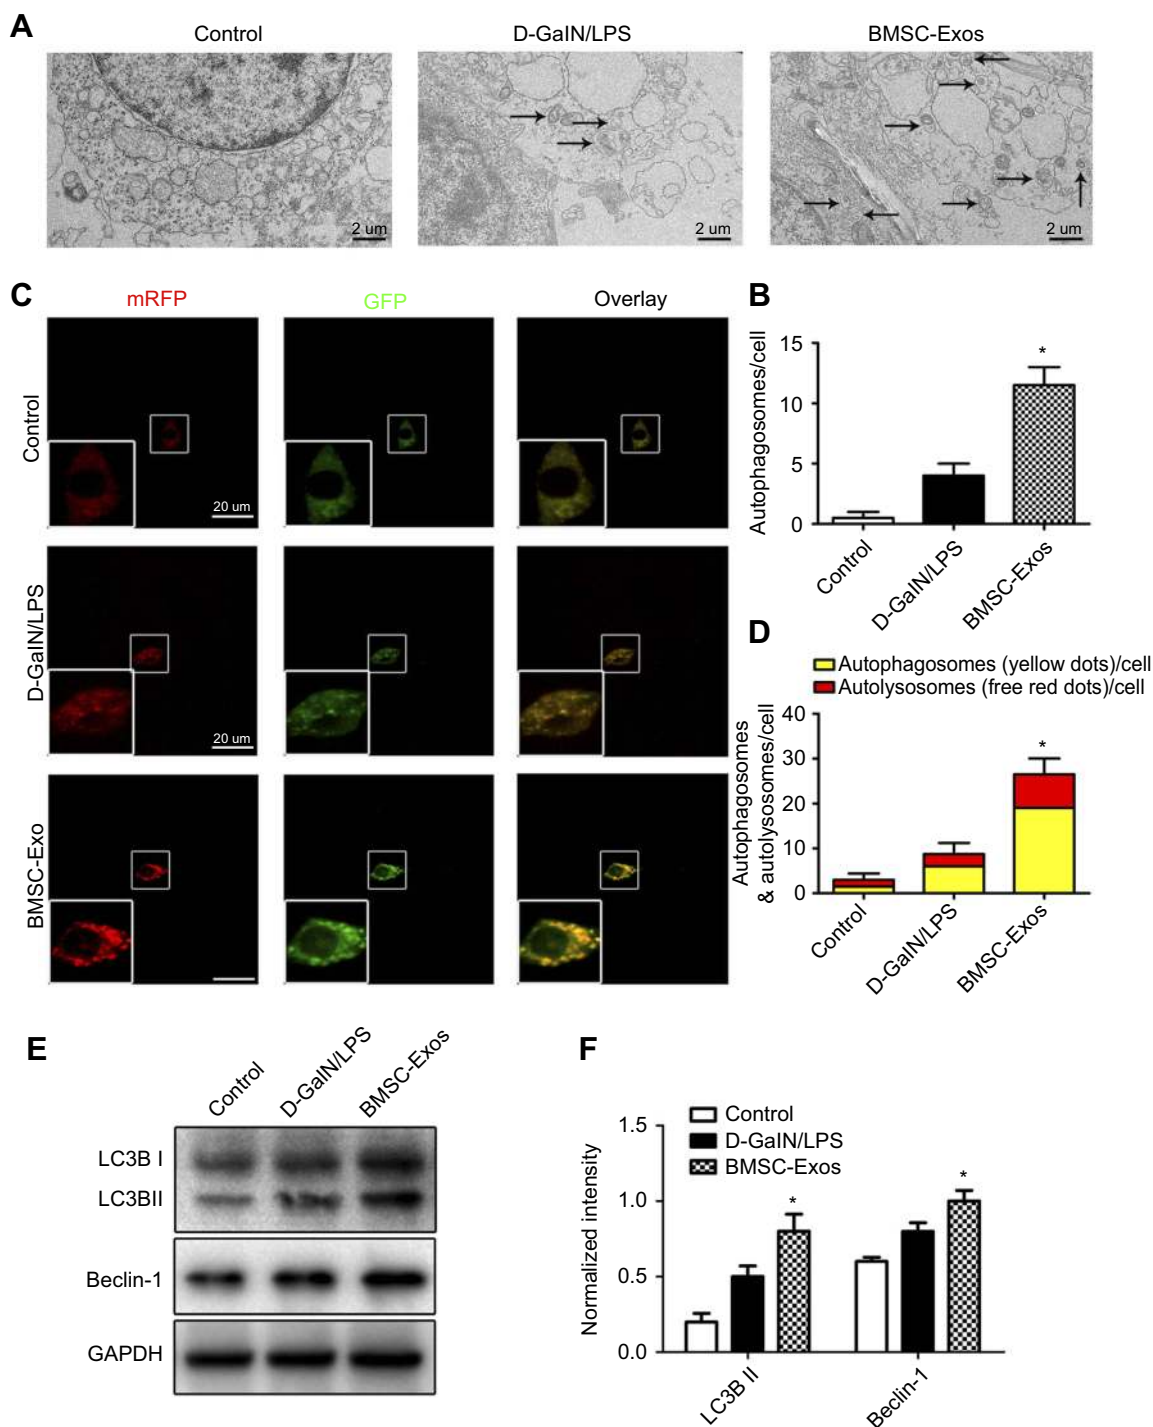 A
Control
D-GalN/LPS
BMSC-Exos
2 um
2 um
2 um
C
mRFP
GFP
Overlay
Control
20 um
D-GalN/LPS
20 um
BMSC-Exo
B
Autophagosomes/cell
15
10
5
0
*
Control
D-GalN/LPS
BMSC-Exos
D
Autophagosomes (yellow dots)/cell
Autolysosomes (free red dots)/cell
Autophagosomes
& autolysosomes/cell
40
30
20
10
0
*
Control
D-GalN/LPS
BMSC-Exos
E
Control
D-GalN/LPS
BMSC-Exos
LC3B I
LC3BII
Beclin-1
GAPDH
F
Control
D-GalN/LPS
BMSC-Exos
Normalized intensity
1.5
1.0
0.5
0.0
*
*
LC3B II
Beclin-1